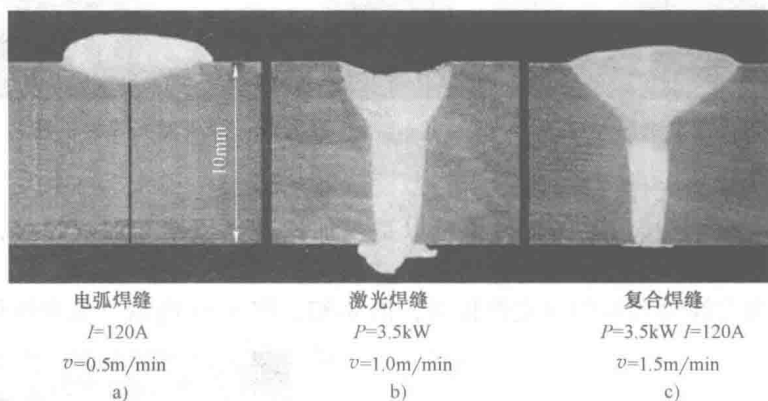 10mm
电弧焊缝
I=120A
v=0.5m/min
a)
激光焊缝
P=3.5kW
v=1.0m/min
b)
复合焊缝
P=3.5kW I=120A
v=1.5m/min
c)